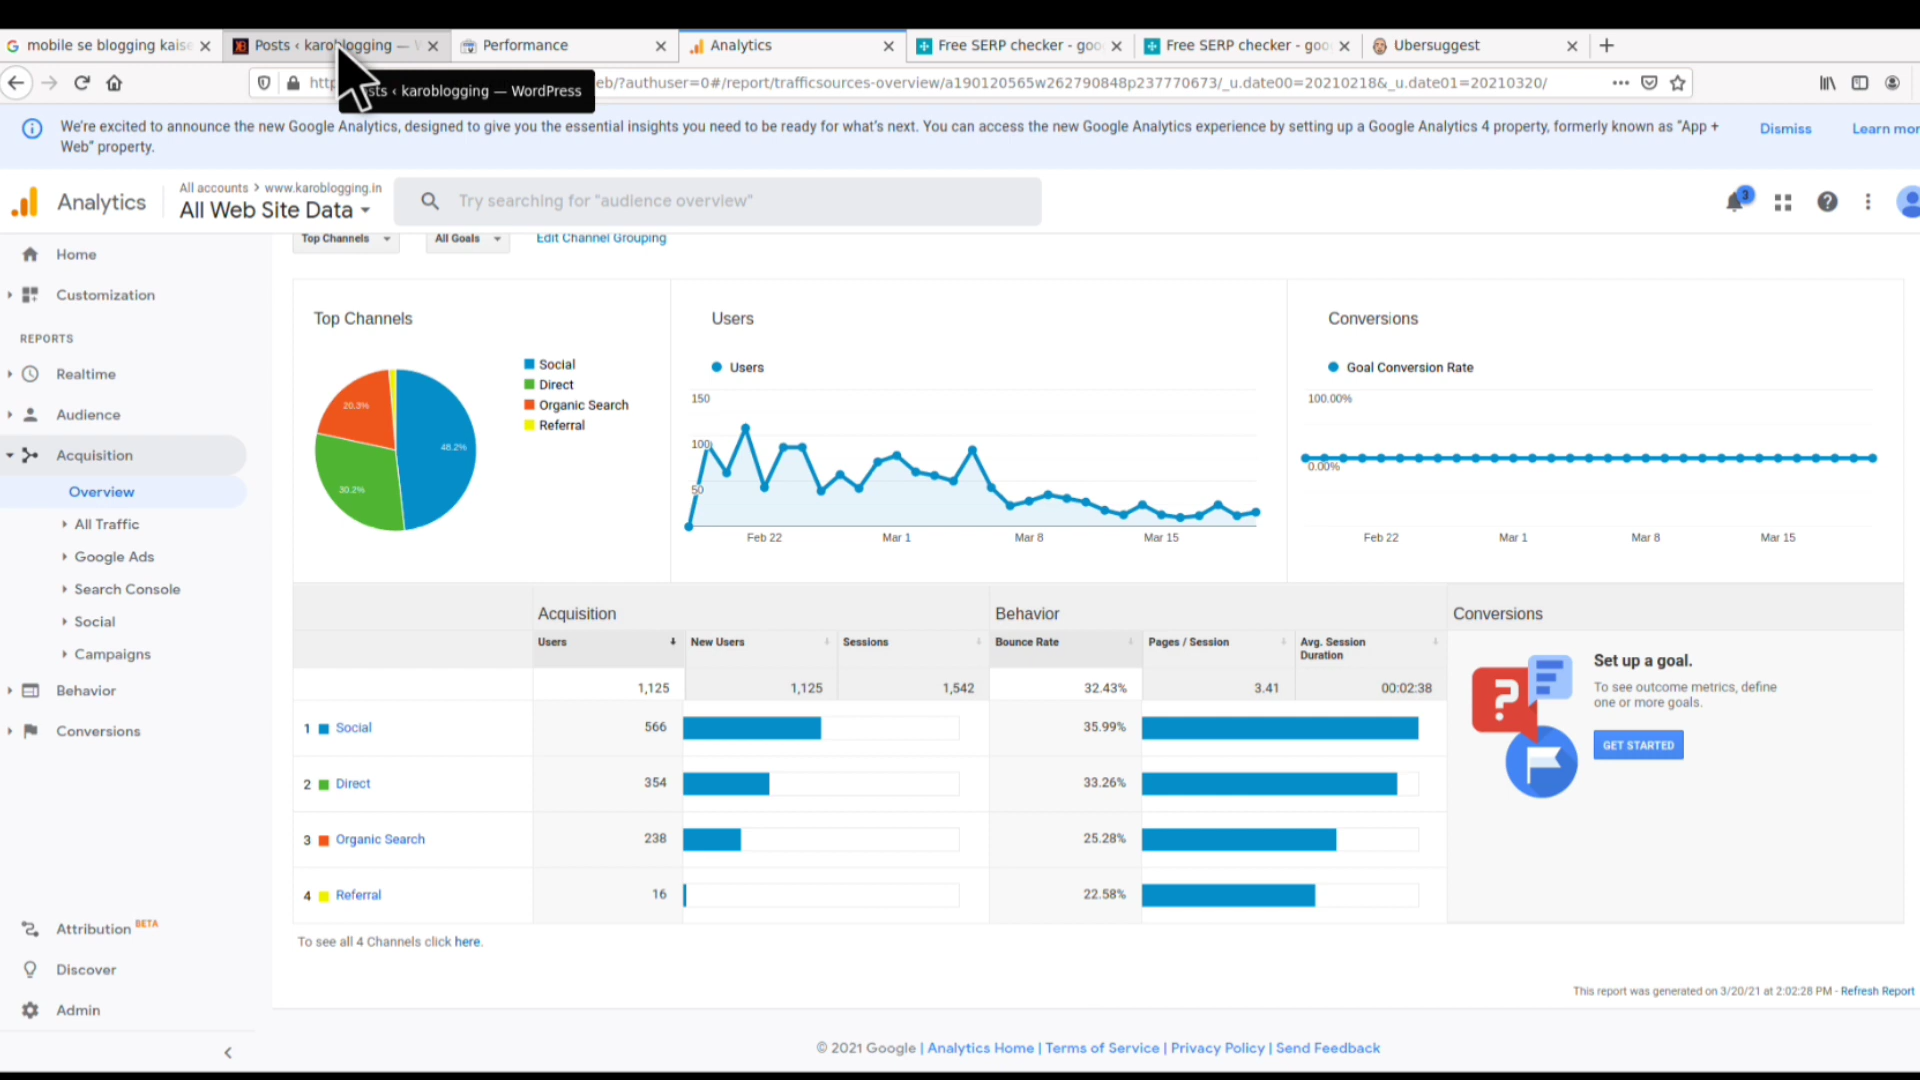 mobile se blogging kaise
Posts ‹ karoblogging —
Performance
Analytics
Free SERP checker - goo
Free SERP checker - goo
Ubersuggest
eb/?authuser=0#/report/trafficsources-overview/a190120565w262790848p237770673/_u.date00=20210218&_u.date01=20210320/
sts ‹ karoblogging — WordPress
We're excited to announce the new Google Analytics, designed to give you the essential insights you need to be ready for what's next. You can access the new Google Analytics experience by setting up a Google Analytics 4 property, formerly known as "App +
Web" property.
Dismiss
Learn mor
Analytics
All accounts > www.karoblogging.in
All Web Site Data
Try searching for "audience overview"
3
Home
Customization
REPORTS
Realtime
Audience
Acquisition
Overview
All Traffic
Google Ads
Search Console
Social
Campaigns
Behavior
Conversions
Attribution BETA
Discover
Admin
Top Channels
All Goals
Edit Channel Grouping
Top Channels
Social
Direct
Organic Search
Referral
20.3%
48.2%
30.2%
Users
Users
150
100
50
Feb 22
Mar 1
Mar 8
Mar 15
Conversions
Goal Conversion Rate
100.00%
0.00%
Feb 22
Mar 1
Mar 8
Mar 15
Acquisition
Behavior
Conversions
Users
New Users
Sessions
Bounce Rate
Pages / Session
Avg. Session
Duration
1,125
1,125
1,542
32.43%
3.41
00:02:38
1 Social 566 35.99%
2 Direct 354 33.26%
3 Organic Search 238 25.28%
4 Referral 16 22.58%
Set up a goal.
To see outcome metrics, define
one or more goals.
GET STARTED
To see all 4 Channels click here.
This report was generated on 3/20/21 at 2:02:28 PM - Refresh Report
© 2021 Google | Analytics Home | Terms of Service | Privacy Policy | Send Feedback